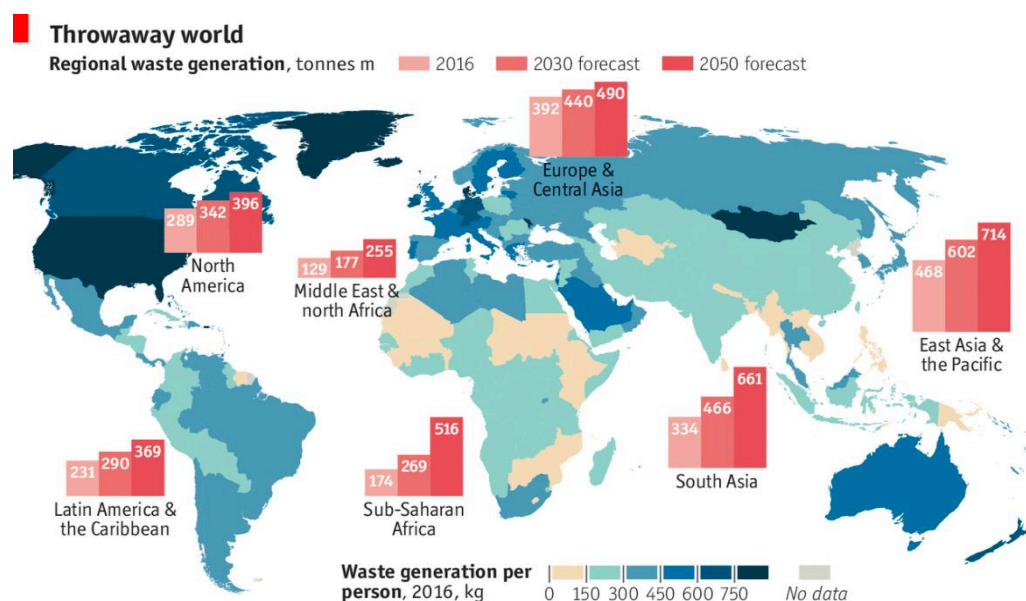 Throwaway world
Regional waste generation, tonnes m 2016 2030 forecast 2050 forecast
392 440 490
Europe &
Central Asia
289 342 396
North
America
129 177 255
Middle East &
north Africa
468 602 714
East Asia &
the Pacific
334 466 661
South Asia
174 269 516
Sub-Saharan
Africa
231 290 369
Latin America &
the Caribbean
Waste generation per
person, 2016, kg
0 150 300 450 600 750
No data